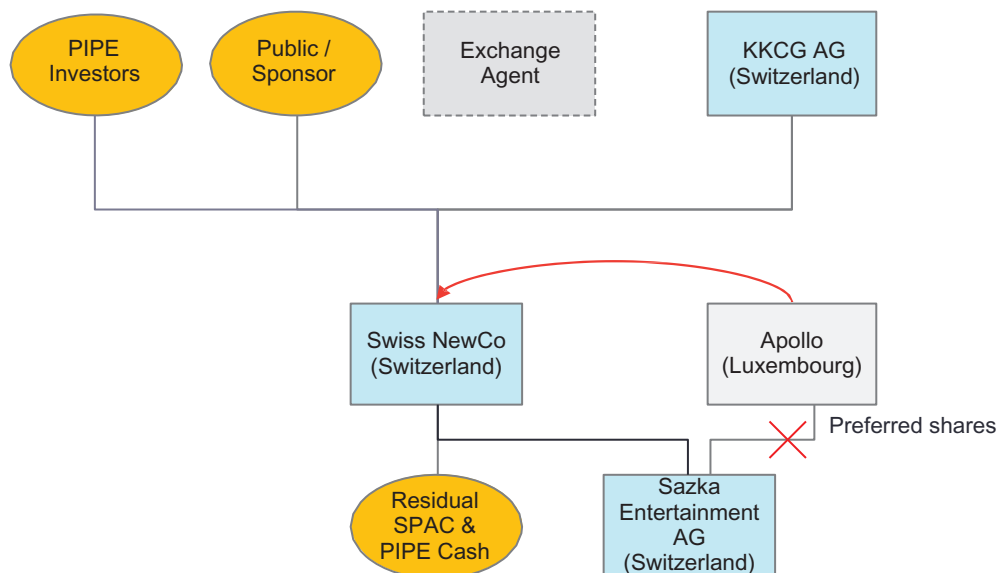 PIPE
Investors
Public /
Sponsor
Exchange
Agent
KKCG AG
(Switzerland)
Swiss NewCo
(Switzerland)
Apollo
(Luxembourg)
Preferred shares
Residual
SPAC &
PIPE Cash
Sazka
Entertainment
AG
(Switzerland)